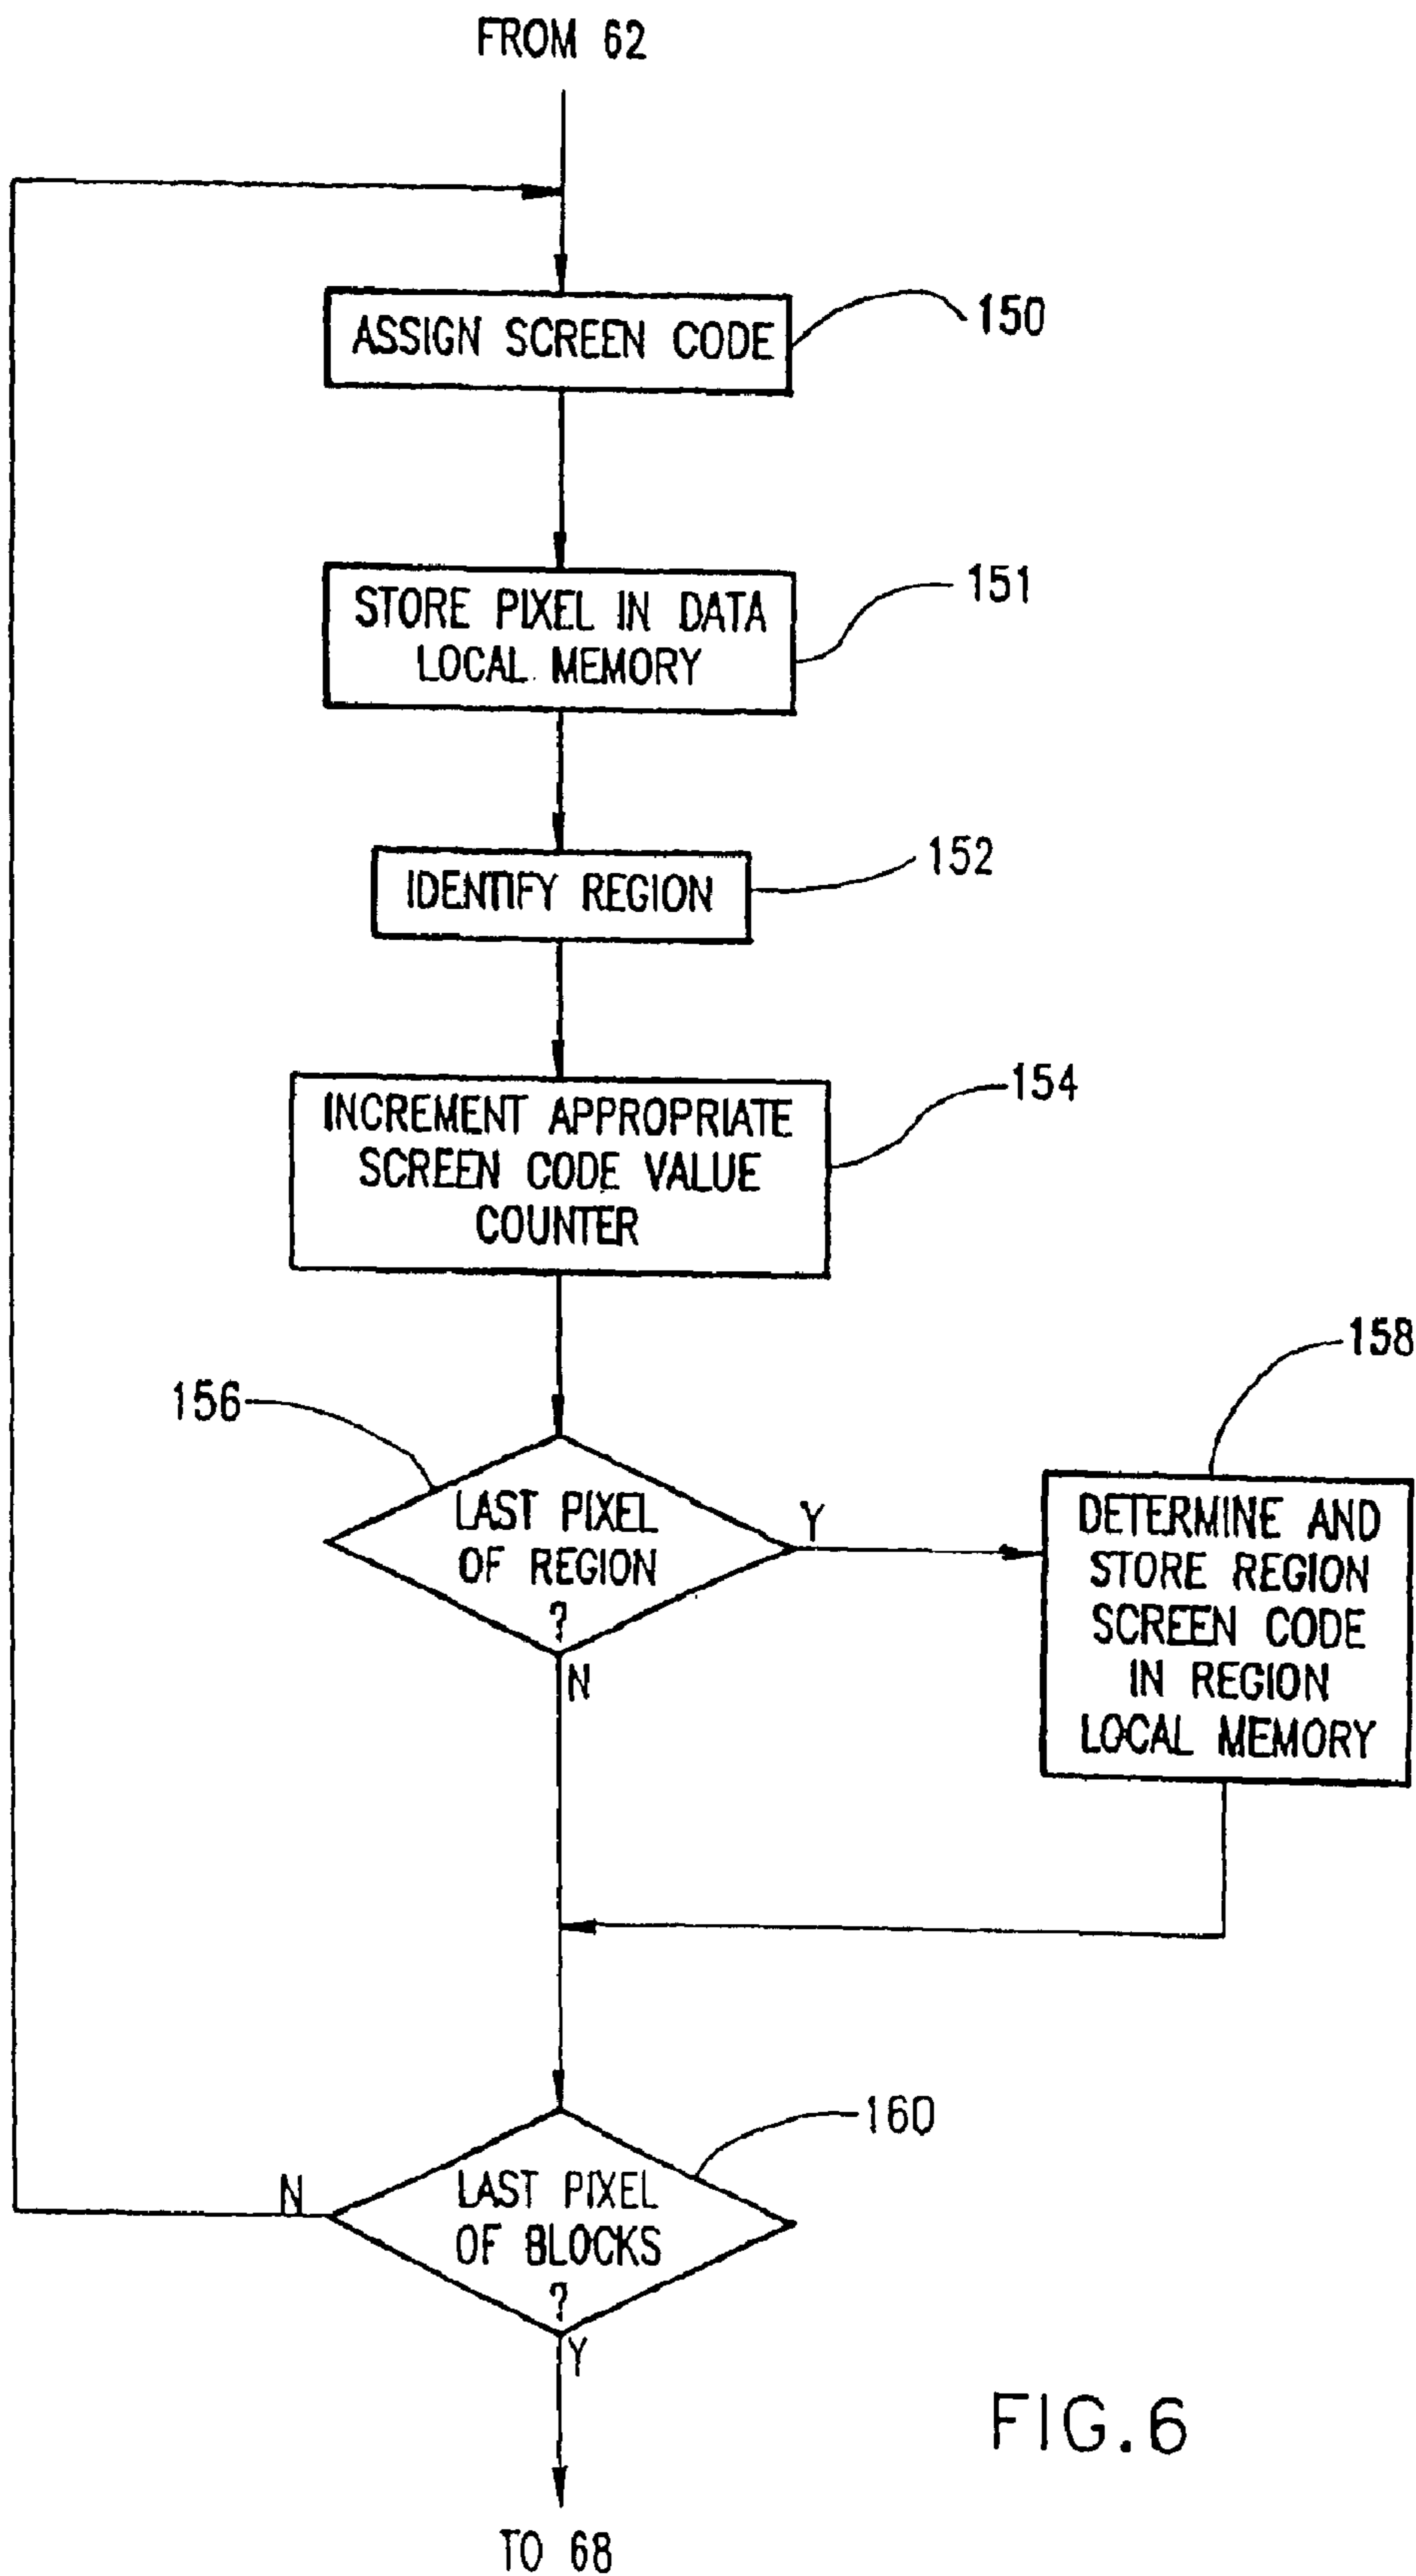 FROM 62
ASSIGN SCREEN CODE
150
STORE PIXEL IN DATA
LOCAL MEMORY
151
IDENTIFY REGION
152
INCREMENT APPROPRIATE
SCREEN CODE VALUE
COUNTER
154
156
LAST PIXEL
OF REGION
?
Y
N
158
DETERMINE AND
STORE REGION
SCREEN CODE
IN REGION
LOCAL MEMORY
160
LAST PIXEL
OF BLOCKS
?
N
Y
FIG.6
TO 68